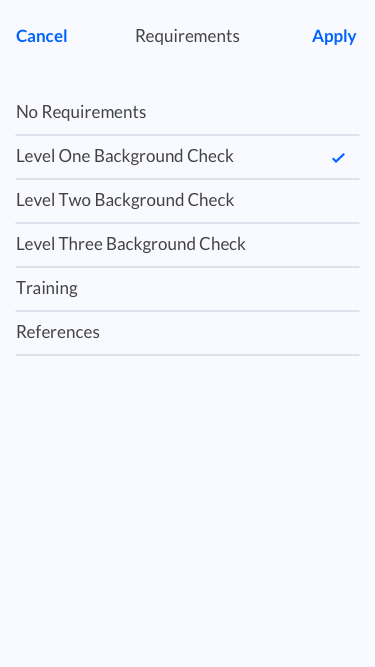 Cancel Requirements Apply
No Requirements
Level One Background Check
Level Two Background Check
Level Three Background Check
Training
References